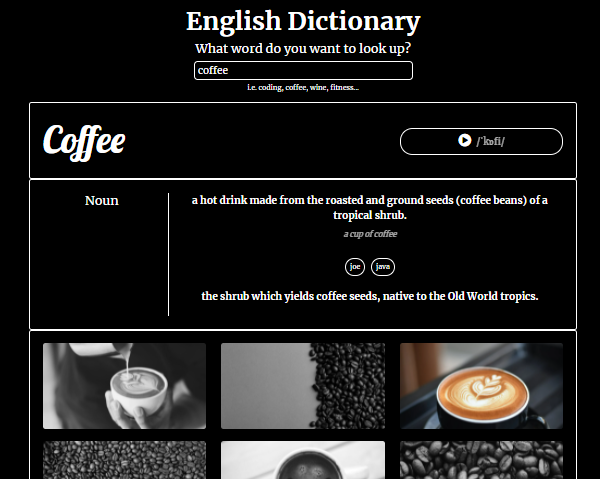 English Dictionary
What word do you want to look up?
coffee
i.e. coding, coffee, wine, fitness...
Coffee
/ˈkɒfi/
Noun
a hot drink made from the roasted and ground seeds (coffee beans) of a
tropical shrub.
a cup of coffee
joe java
the shrub which yields coffee seeds, native to the Old World tropics.